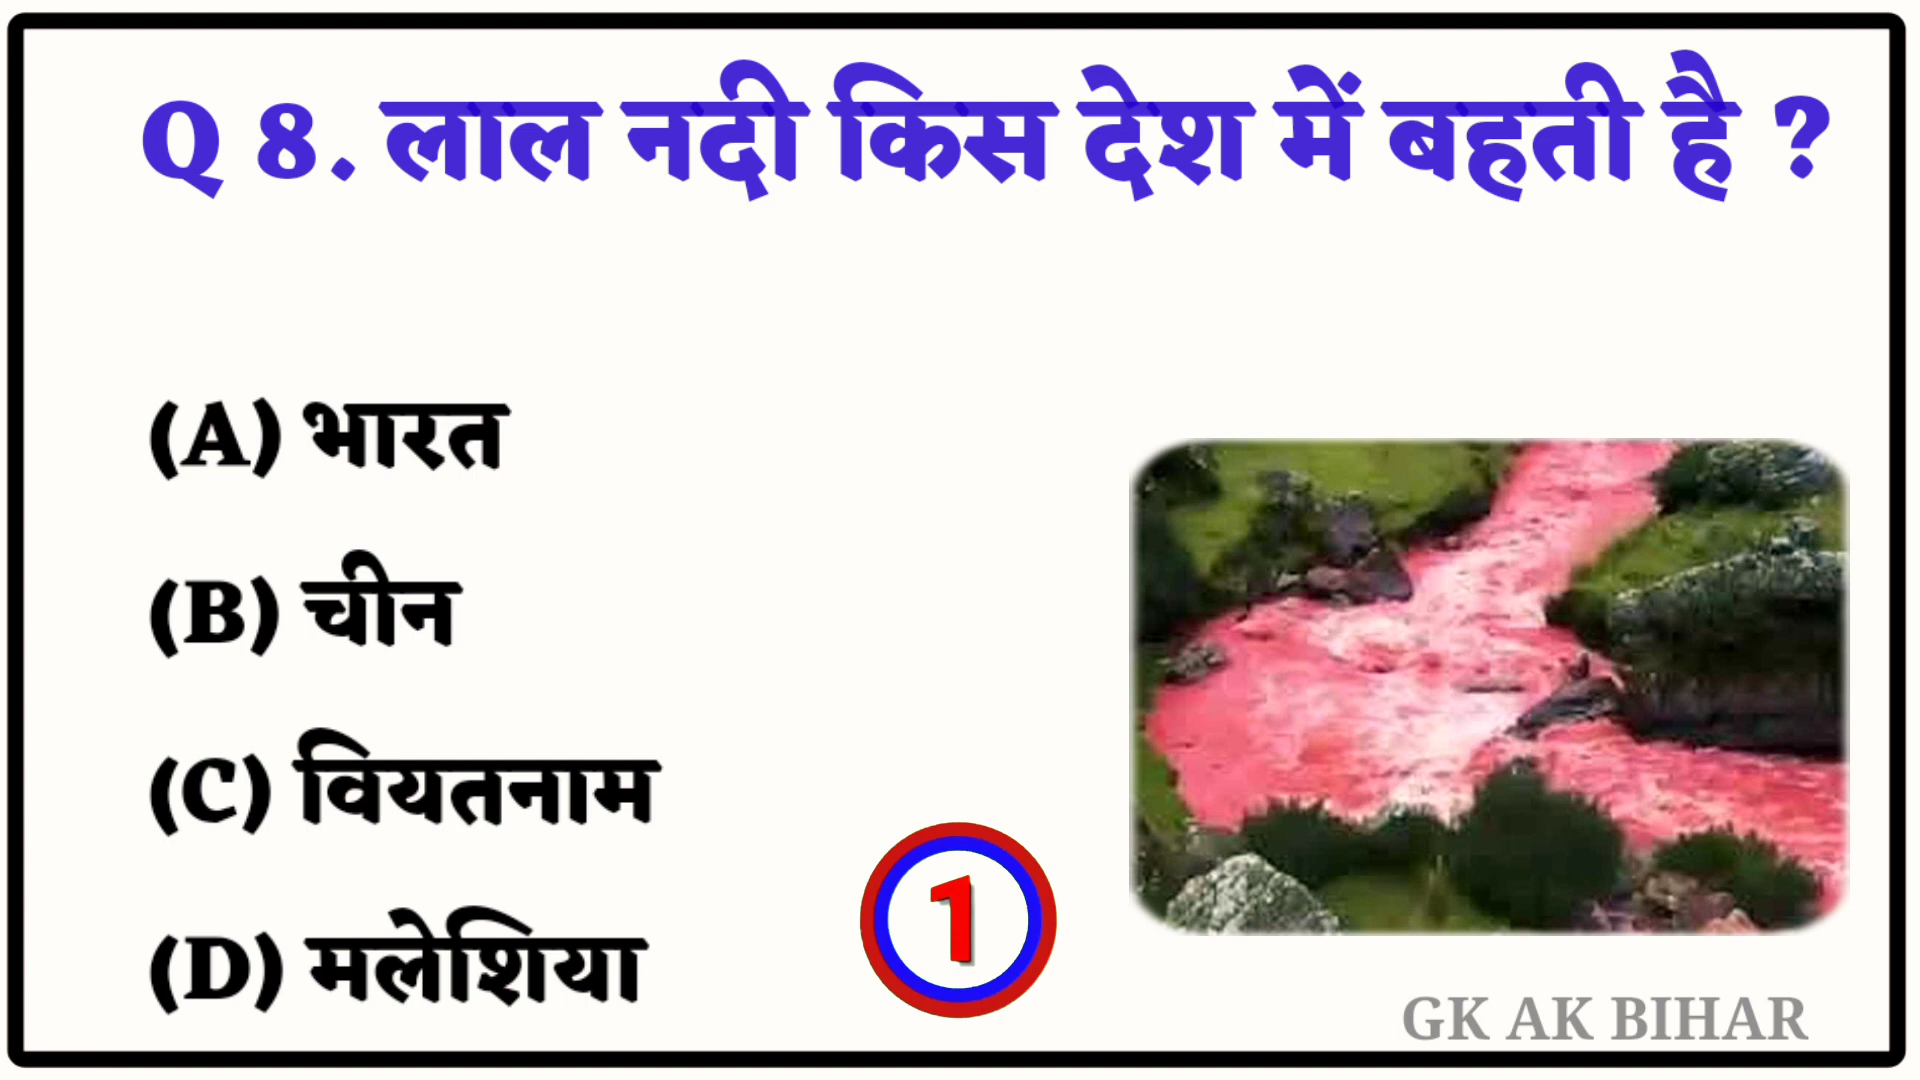 Q 8. लाल नदी किस देश में बहती है ?
(A) भारत
(B) चीन
(C) वियतनाम
(D) मलेशिया
1
GK AK BIHAR